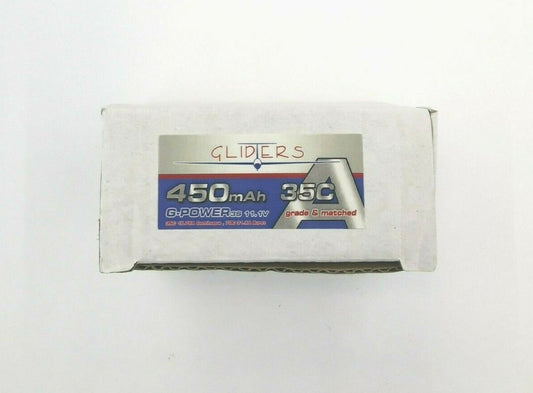 GLIDERS
450mAh 35C
G-POWER 3S 11.1V
grade & matched
A